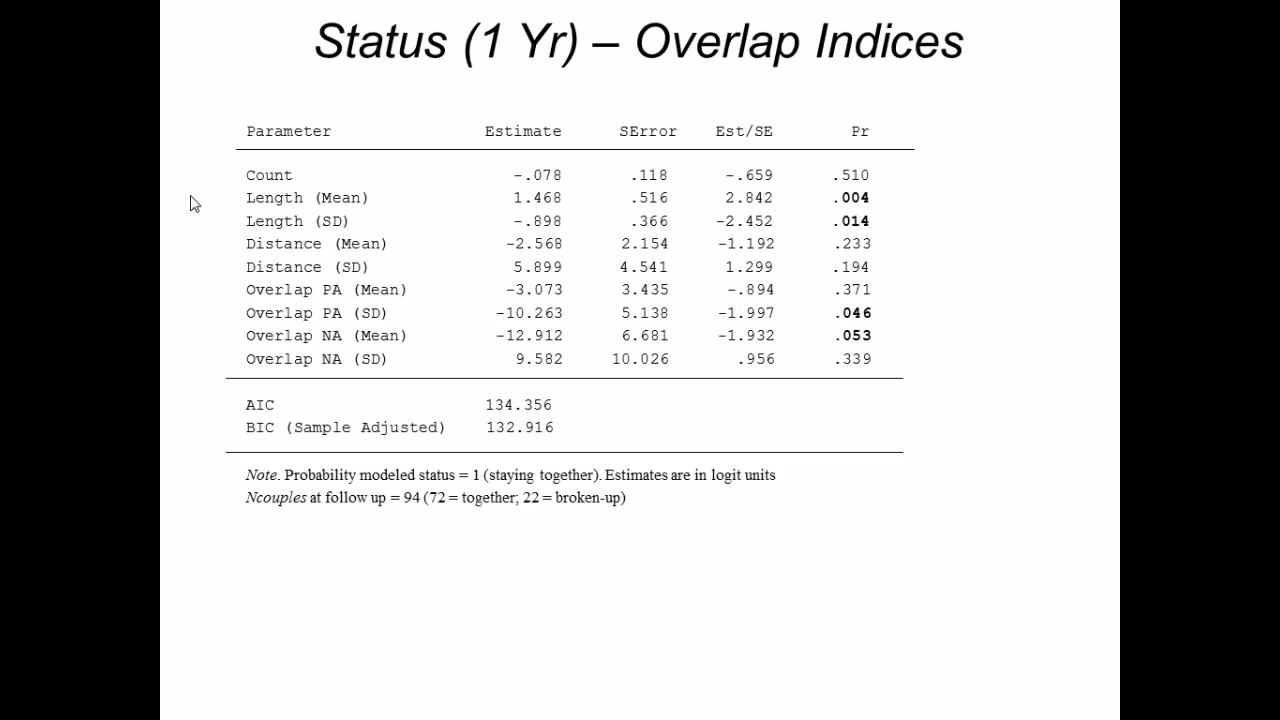 Status (1 Yr) – Overlap Indices
Parameter Estimate SError Est/SE Pr
Count -.078 .118 -.659 .510
Length (Mean) 1.468 .516 2.842 .004
Length (SD) -.898 .366 -2.452 .014
Distance (Mean) -2.568 2.154 -1.192 .233
Distance (SD) 5.899 4.541 1.299 .194
Overlap PA (Mean) -3.073 3.435 -.894 .371
Overlap PA (SD) -10.263 5.138 -1.997 .046
Overlap NA (Mean) -12.912 6.681 -1.932 .053
Overlap NA (SD) 9.582 10.026 .956 .339
AIC 134.356
BIC (Sample Adjusted) 132.916
Note. Probability modeled status = 1 (staying together). Estimates are in logit units
Ncouples at follow up = 94 (72 = together; 22 = broken-up)